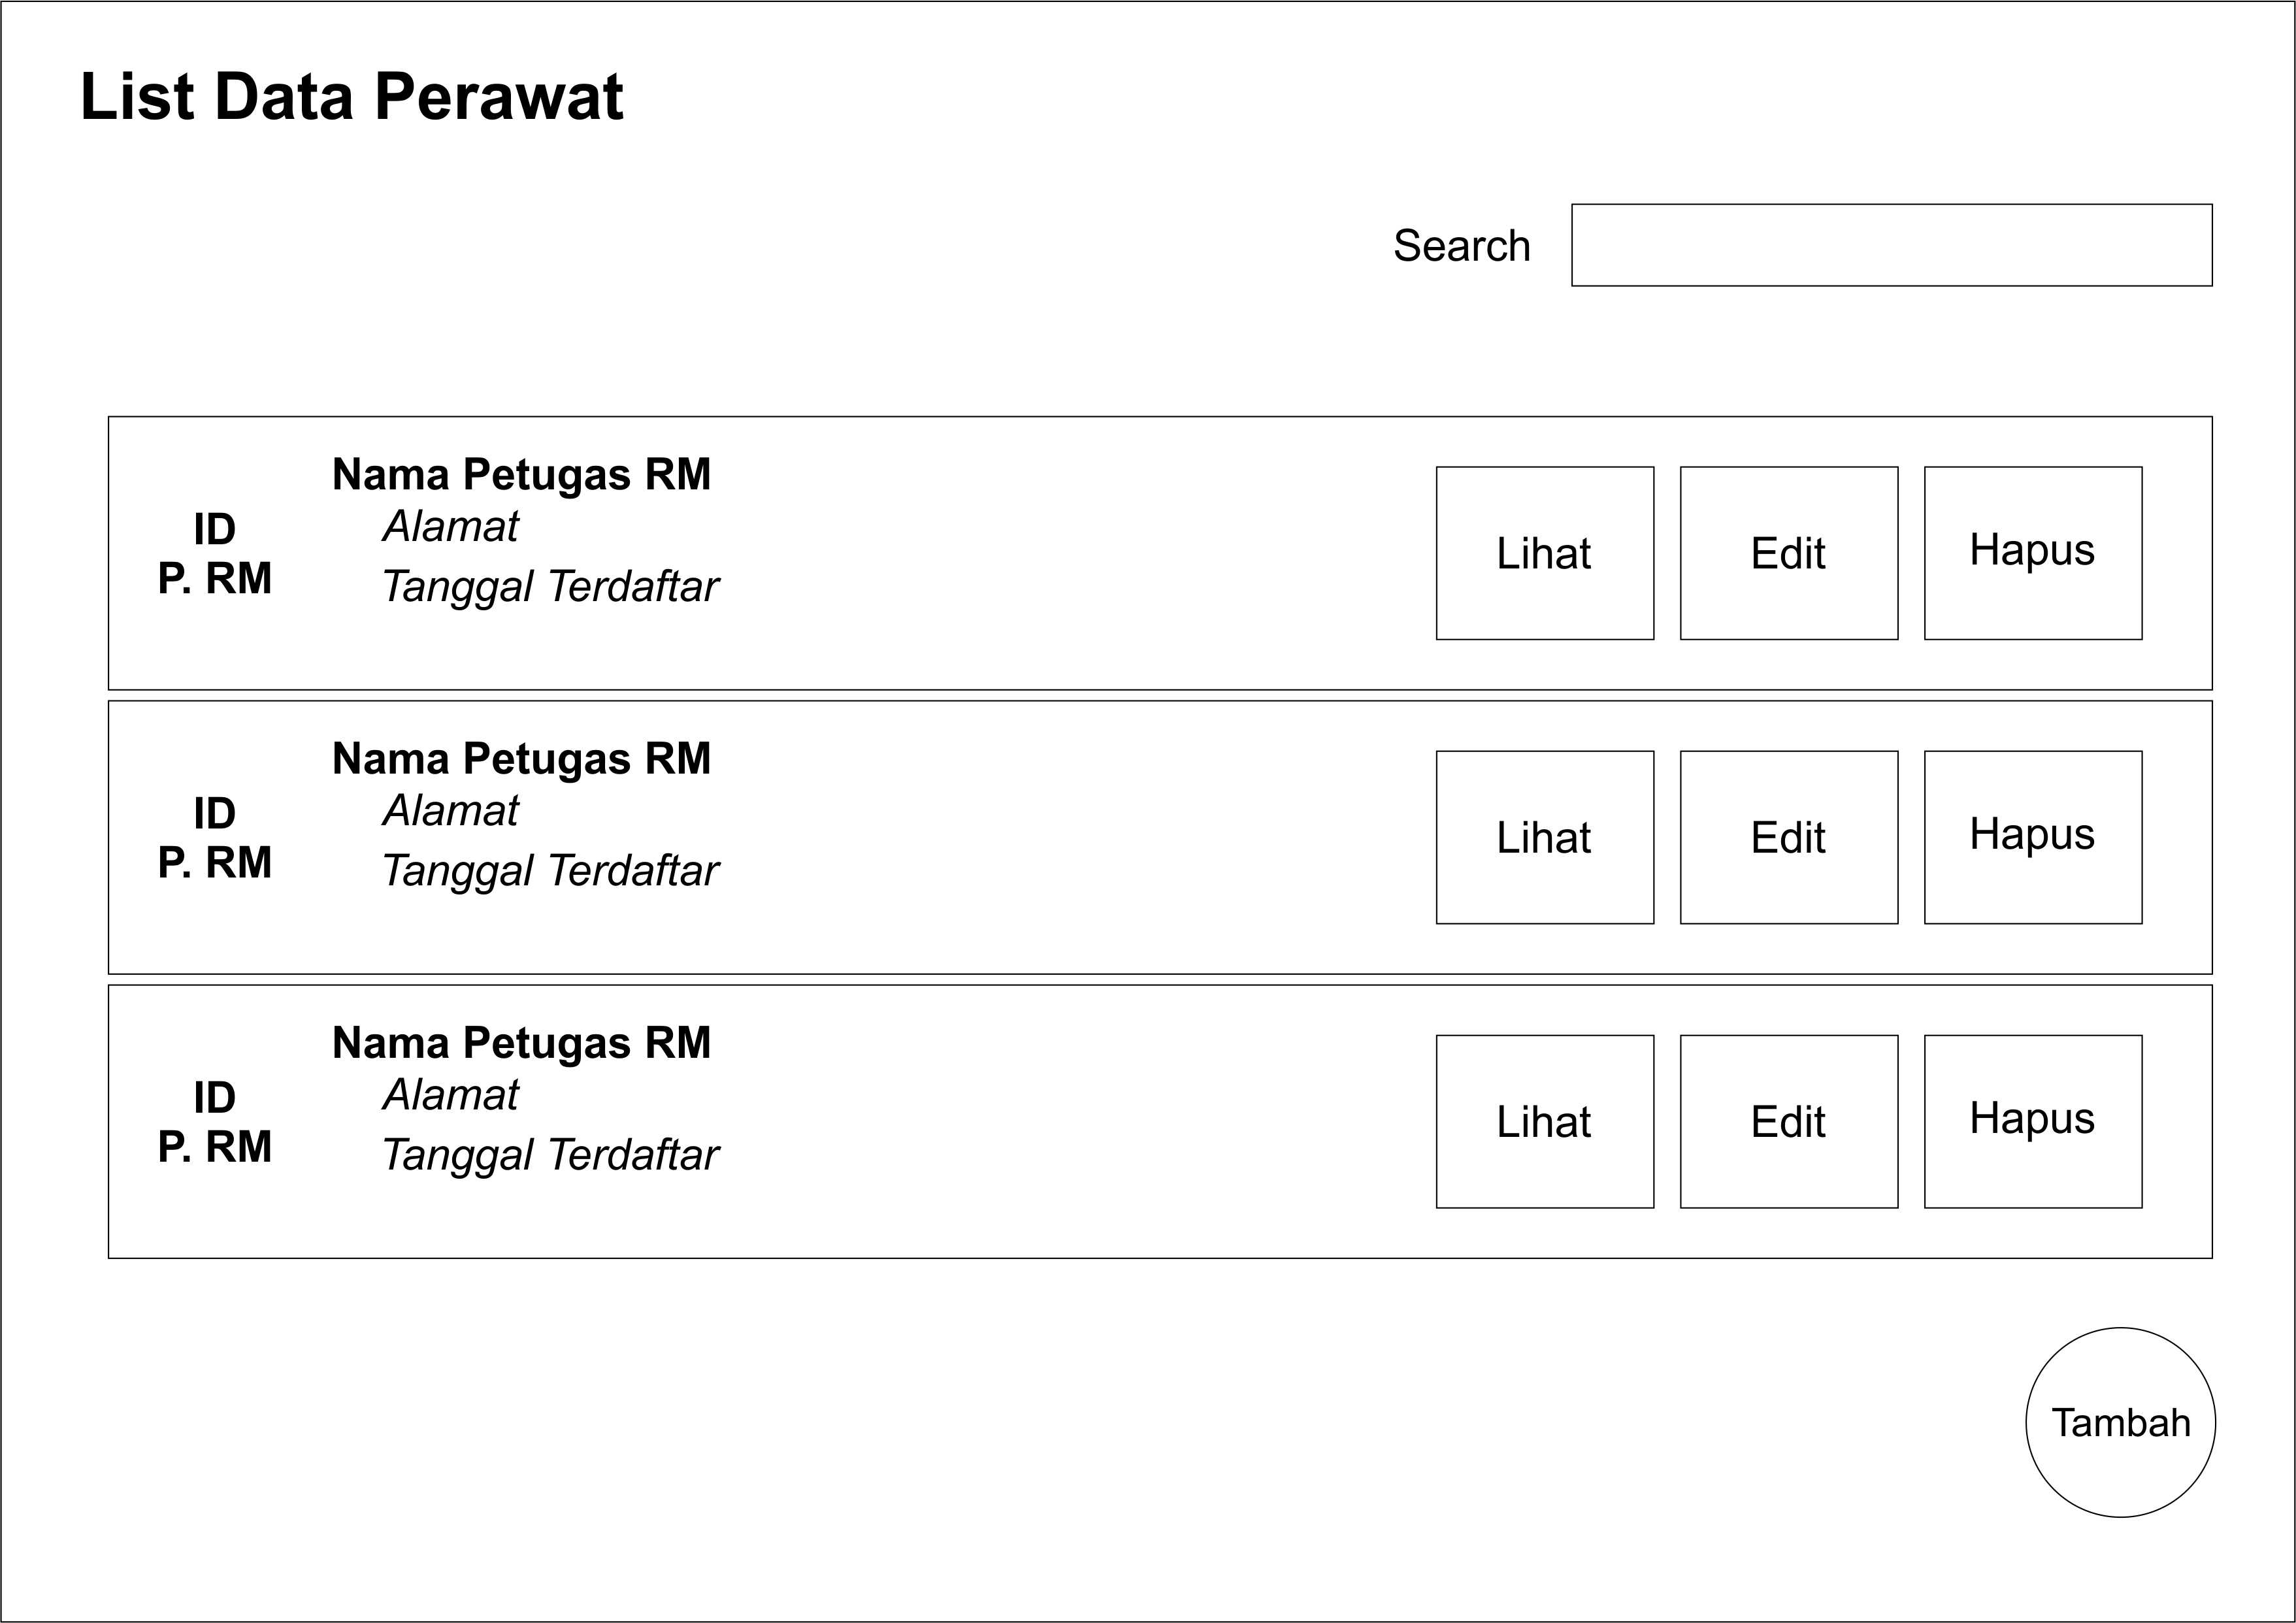 List Data Perawat
Search
Nama Petugas RM
Alamat
Tanggal Terdaftar
ID
P. RM
Lihat
Edit
Hapus
Nama Petugas RM
Alamat
Tanggal Terdaftar
ID
P. RM
Lihat
Edit
Hapus
Nama Petugas RM
Alamat
Tanggal Terdaftar
ID
P. RM
Lihat
Edit
Hapus
Tambah